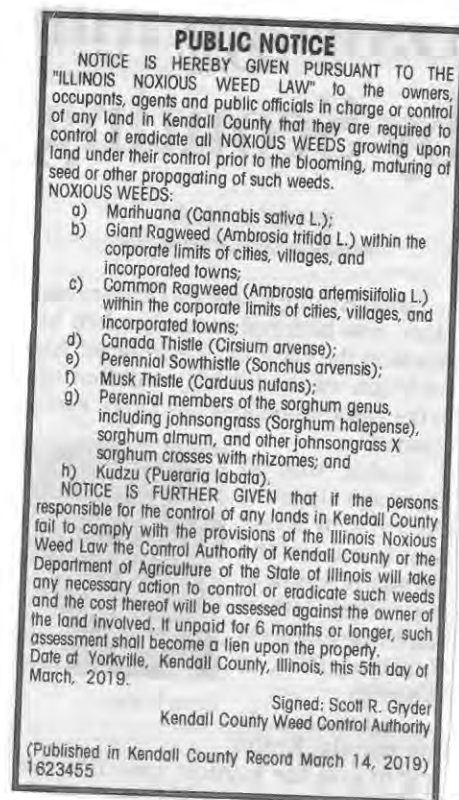 PUBLIC NOTICE
NOTICE IS HEREBY GIVEN PURSUANT TO THE
"ILLINOIS NOXIOUS WEED LAW" to the owners,
occupants, agents and public officials in charge or control
of any land in Kendall County that they are required to
control or eradicate all NOXIOUS WEEDS growing upon
land under their control prior to the blooming, maturing of
seed or other propagating of such weeds.
NOXIOUS WEEDS:
a) Marihuana (Cannabis sativa L.);
b) Giant Ragweed (Ambrosia trifida L.) within the
corporate limits of cities, villages, and
incorporated towns;
c) Common Ragweed (Ambrosia artemisiifolia L.)
within the corporate limits of cities, villages, and
incorporated towns;
d) Canada Thistle (Cirsium arvense);
e) Perennial Sowthistle (Sonchus arvensis);
f) Musk Thistle (Carduus nutans);
g) Perennial members of the sorghum genus,
including johnsongrass (Sorghum halepense),
sorghum almum, and other johnsongrass X
sorghum crosses with rhizomes; and
h) Kudzu (Pueraria labata).
NOTICE IS FURTHER GIVEN that if the persons
responsible for the control of any lands in Kendall County
fail to comply with the provisions of the Illinois Noxious
Weed Law the Control Authority of Kendall County or the
Department of Agriculture of the State of Illinois will take
any necessary action to control or eradicate such weeds
and the cost thereof will be assessed against the owner of
the land involved. If unpaid for 6 months or longer, such
assessment shall become a lien upon the property.
Date at Yorkville, Kendall County, Illinois, this 5th day of
March, 2019.
Signed: Scott R. Gryder
Kendall County Weed Control Authority
(Published in Kendall County Record March 14, 2019)
1623455